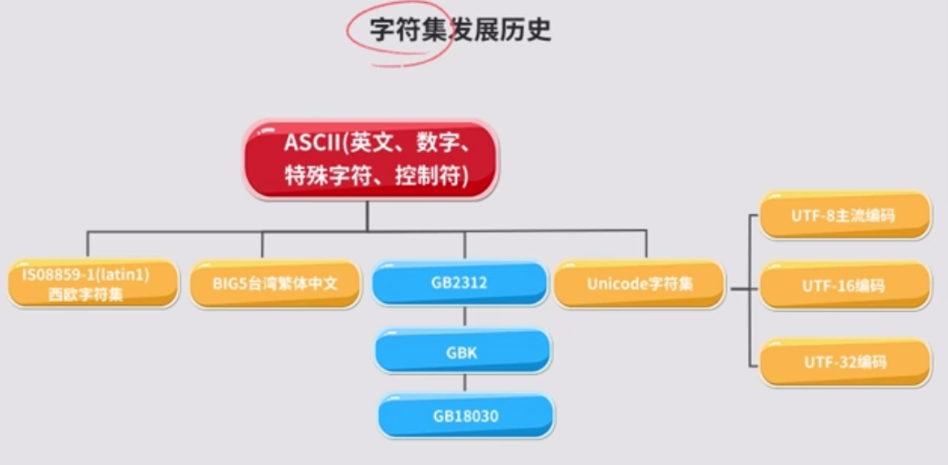 字符集发展历史
ASCII(英文、数字、
特殊字符、控制符)
IS08859-1(latin1)
西欧字符集
BIG5台湾繁体中文
GB2312
Unicode字符集
UTF-8主流编码
UTF-16编码
UTF-32编码
GBK
GB18030